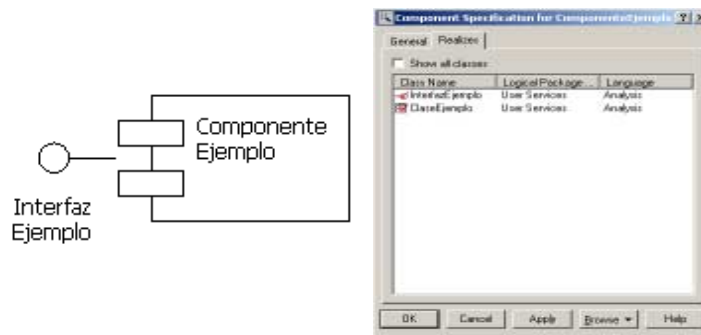 Componente
Ejemplo
Interfaz
Ejemplo
Component Specification for ComponenteEjemplo
General Realizes
Show all classes
Class Name Logical Package... Language
InterfazEjemplo User Services Analysis
ClaseEjemplo User Services Analysis
OK Cancel Apply Browse Help